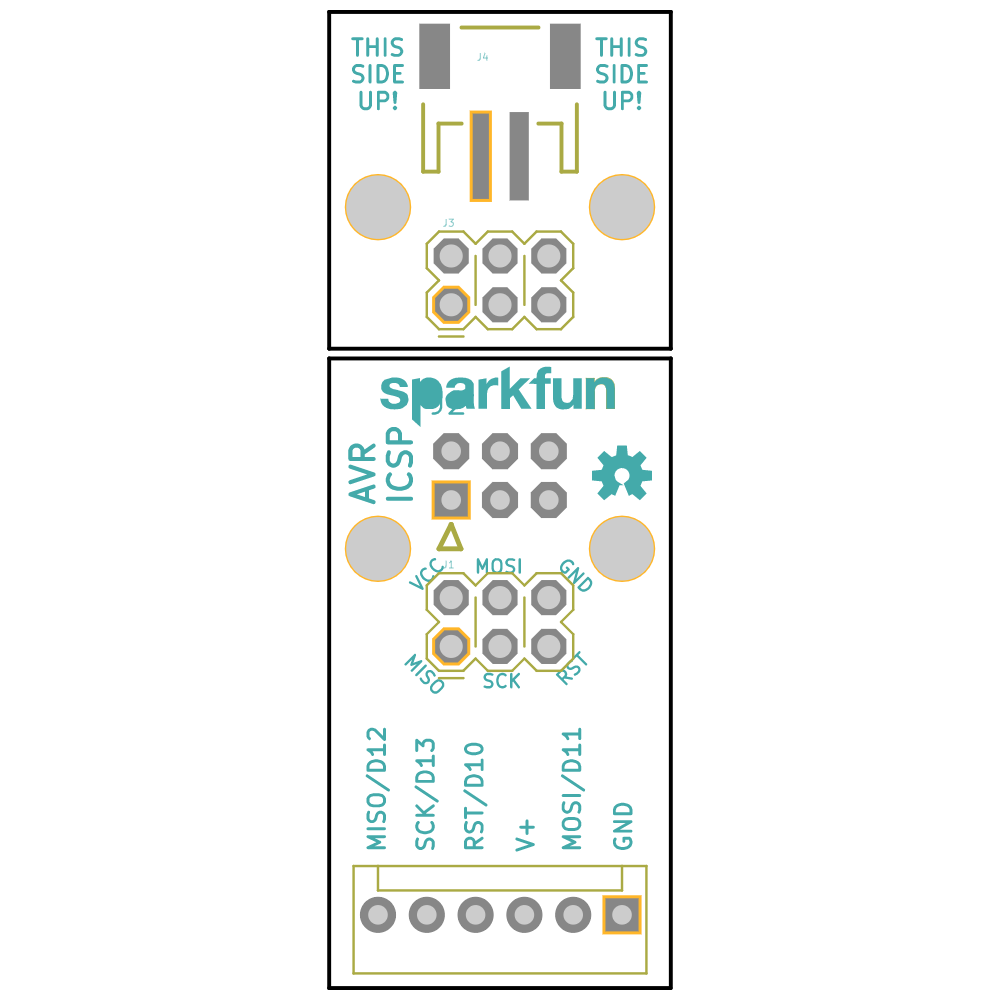 THIS
SIDE
UP!
J4
THIS
SIDE
UP!
J3
sparkfun
J2
AVR
ICSP
VCC
J1
MOSI
GND
MISO
SCK
RST
MISO/D12
SCK/D13
RST/D10
V+
MOSI/D11
GND